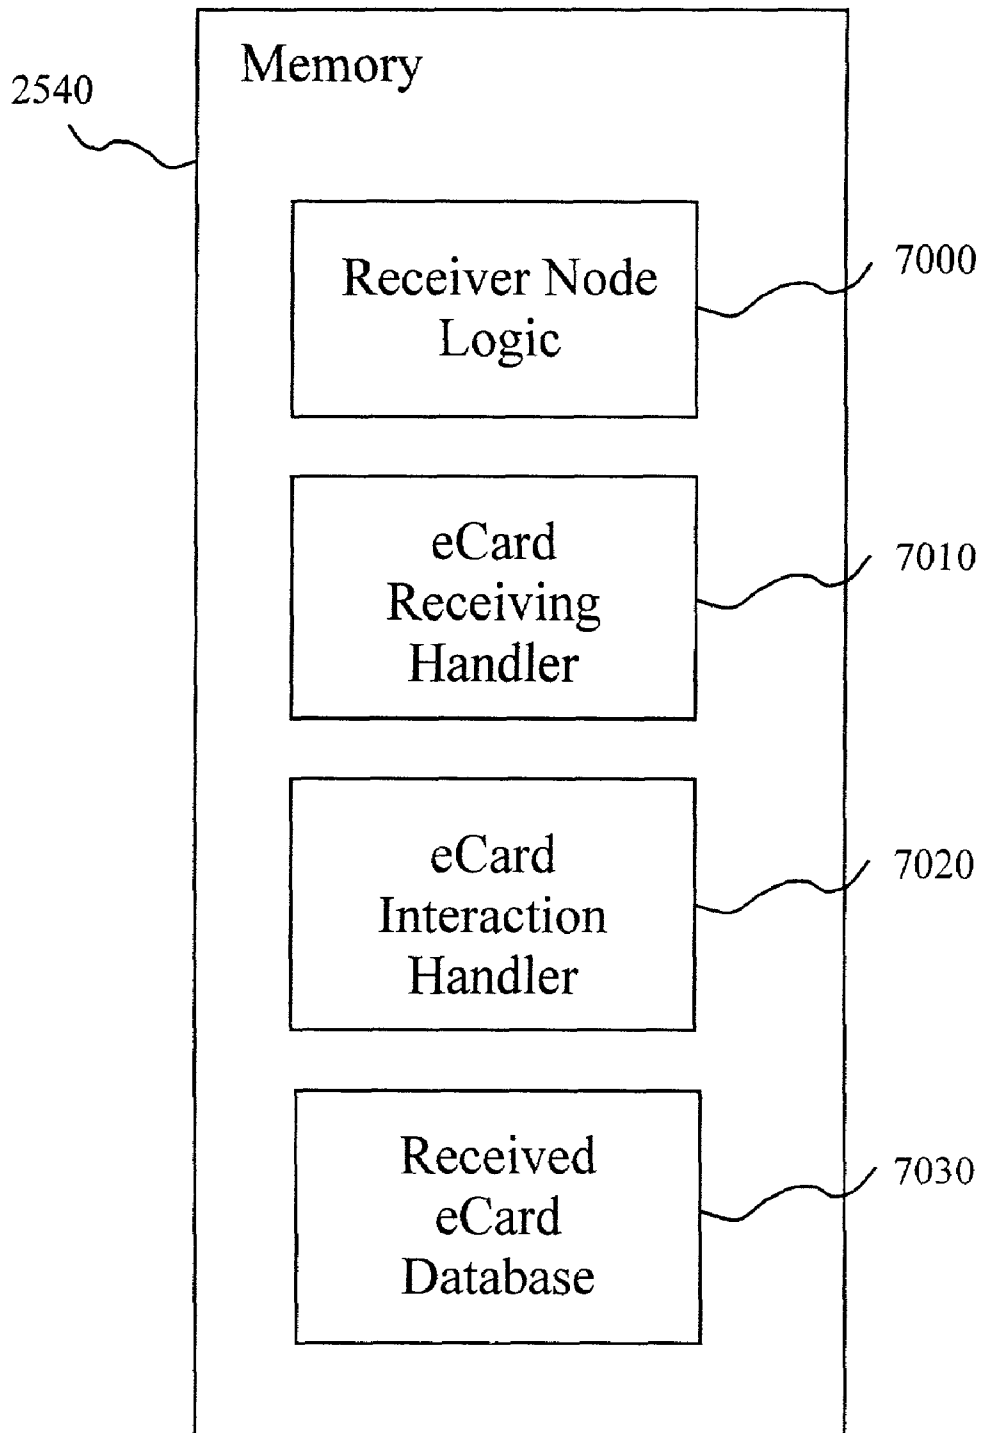 Memory
2540
Receiver Node
Logic
7000
eCard
Receiving
Handler
7010
eCard
Interaction
Handler
7020
Received
eCard
Database
7030